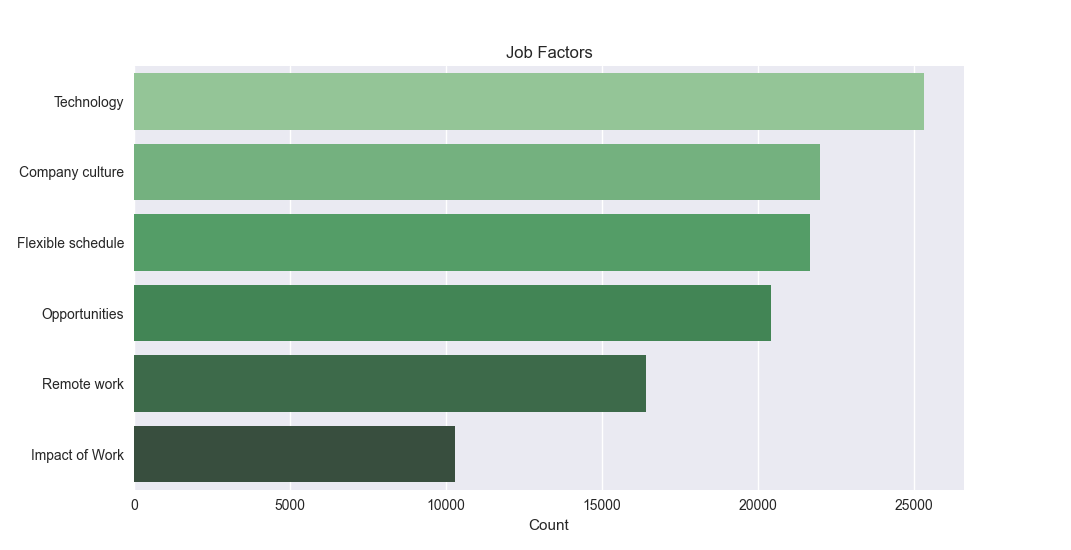 Job Factors
Technology
Company culture
Flexible schedule
Opportunities
Remote work
Impact of Work
0 5000 10000 15000 20000 25000
Count